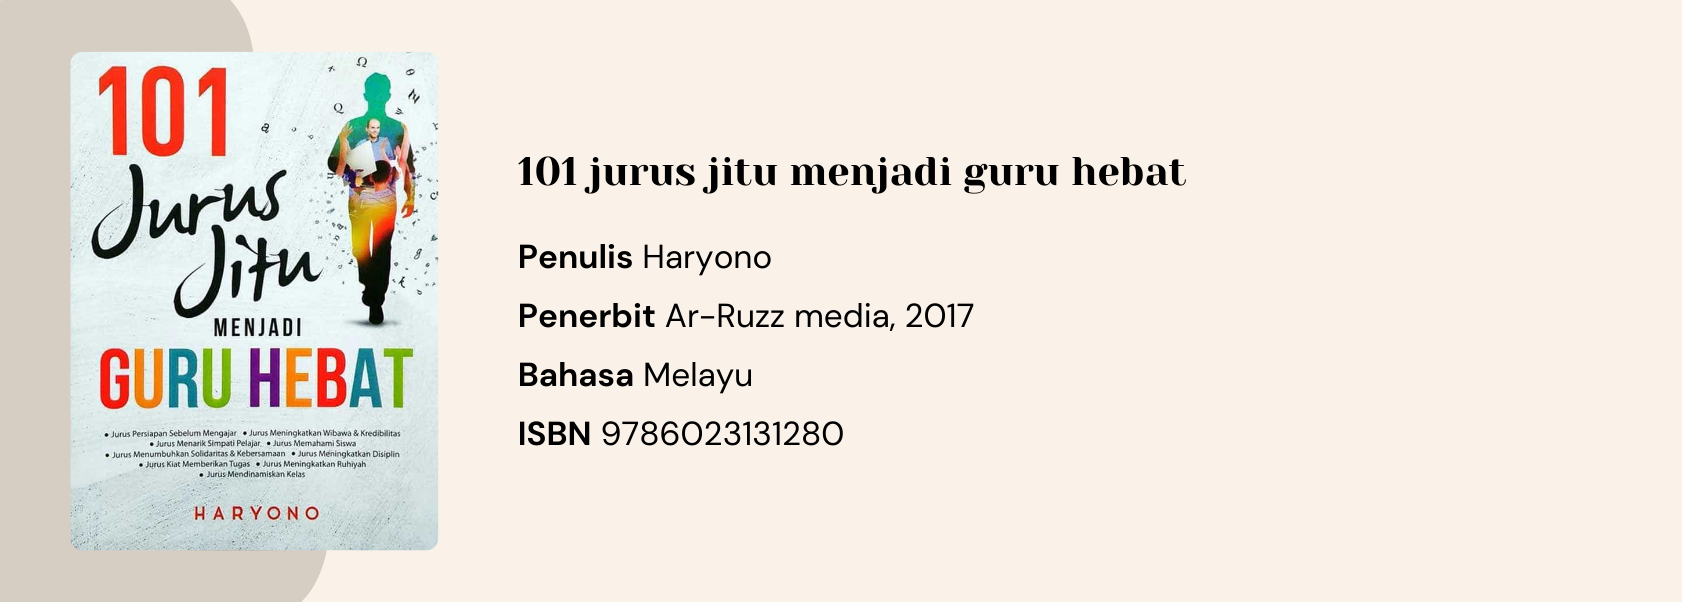 101
Jurus
Jitu
MENJADI
GURU HEBAT
• Jurus Persiapan Sebelum Mengajar • Jurus Meningkatkan Wibawa & Kredibilitas
• Jurus Menarik Simpati Pelajar • Jurus Memahami Siswa
• Jurus Menumbuhkan Solidaritas & Kebersamaan • Jurus Meningkatkan Disiplin
• Jurus Kiat Memberikan Tugas • Jurus Meningkatkan Ruhiyah
• Jurus Mendinamiskan Kelas
HARYONO
101 jurus jitu menjadi guru hebat
Penulis Haryono
Penerbit Ar-Ruzz media, 2017
Bahasa Melayu
ISBN 9786023131280